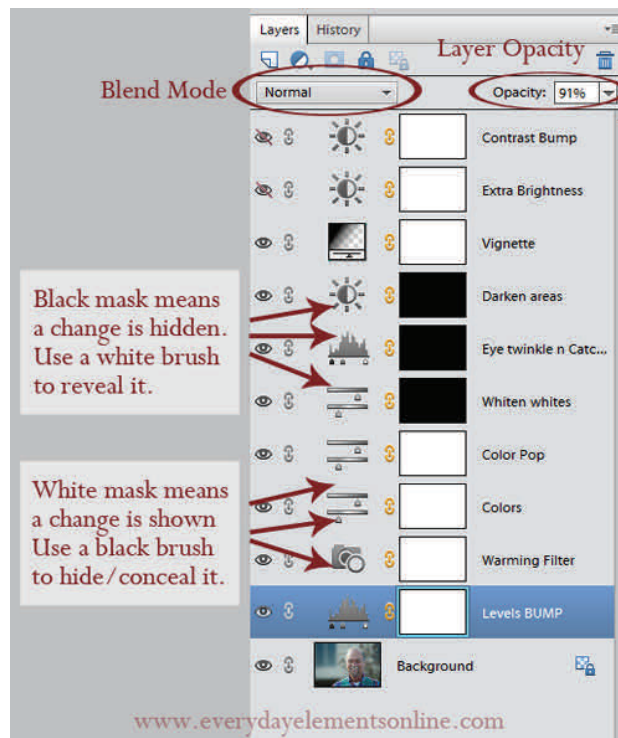 Layers History
Layer Opacity
Blend Mode
Normal
Opacity: 91%
Contrast Bump
Extra Brightness
Vignette
Black mask means
a change is hidden.
Use a white brush
to reveal it.
Darken areas
Eye twinkle n Catc...
Whiten whites
Color Pop
White mask means
a change is shown
Use a black brush
to hide/conceal it.
Colors
Warming Filter
Levels BUMP
Background
www.everydayelementsonline.com